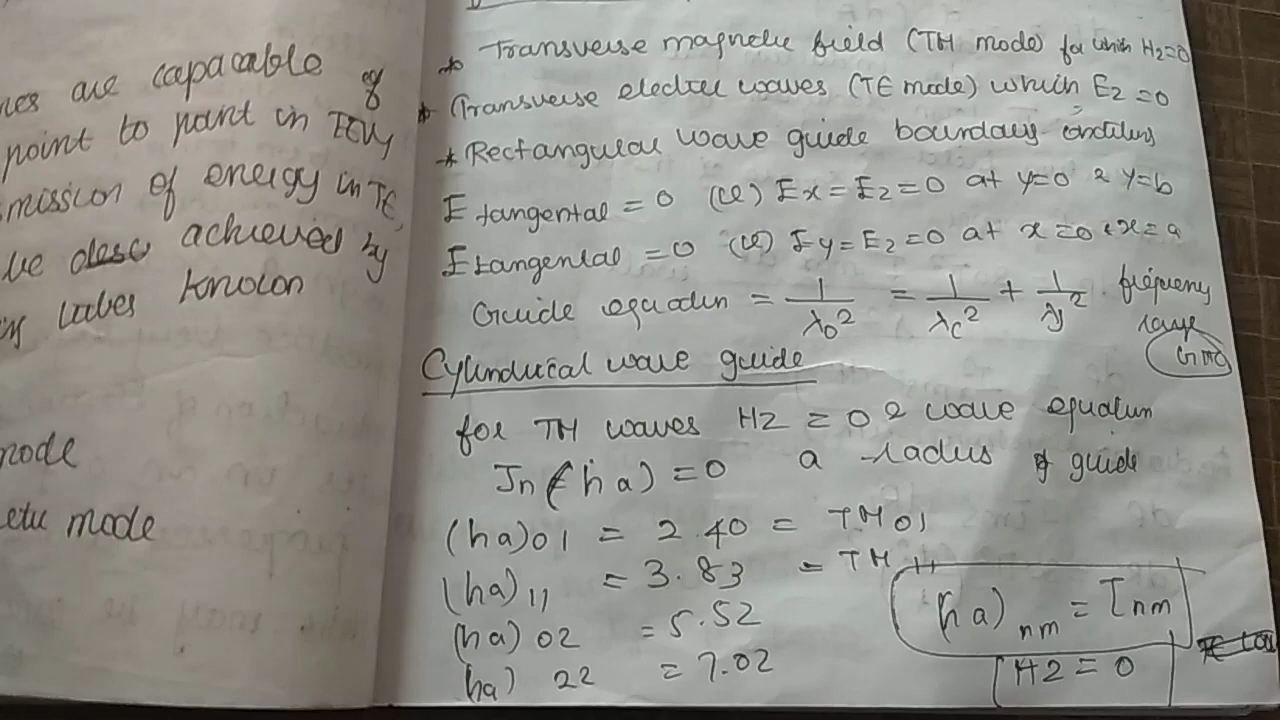 nes are capacable of
point to point in TEM,
mission of energy in TE,
be desc achieved by
tubes known
mode
etic mode
* Transverse magnetic field (TM mode) for which Hz=0
* Transverse electric waves (TE mode) which Ez=0
* Rectangular wave guide boundary conditions
E tangental = 0 (ie) Ex = Ez = 0 at y=0 & y=b
E tangental = 0 (ie) Ey = Ez = 0 at x=0 & x=a
Guide equation = 1/λ0² = 1/λc² + 1/λg² . frequency
range
Cylindrical wave guide
for TM waves Hz = 0 & wave equation
Jn (ha) = 0 a radius of guide
(ha)01 = 2.40 = TM01
(ha)11 = 3.83 = TM11
(ha)02 = 5.52
ha) 22 = 7.02
(ha)nm = Inm
Hz = 0